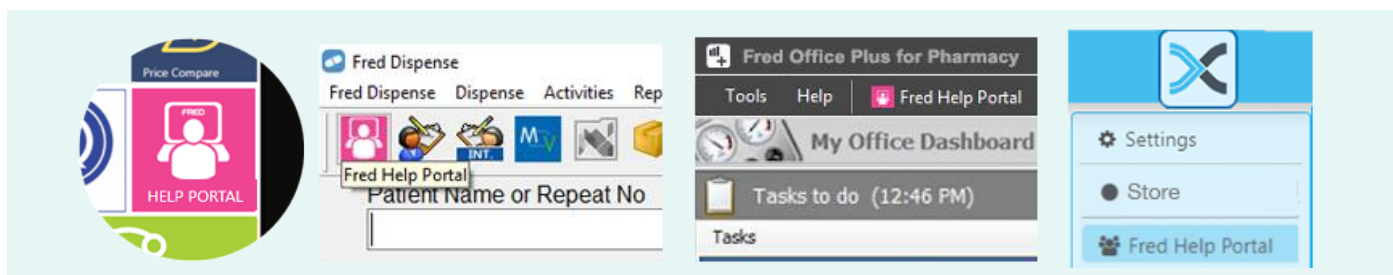 Price Compare
FRED
HELP PORTAL
Fred Dispense
Fred Dispense Dispense Activities Rep
INT.
MV
Fred Help Portal
Patient Name or Repeat No
Fred Office Plus for Pharmacy
Tools Help Fred Help Portal
My Office Dashboard
Tasks to do (12:46 PM)
Tasks
Settings
Store
Fred Help Portal